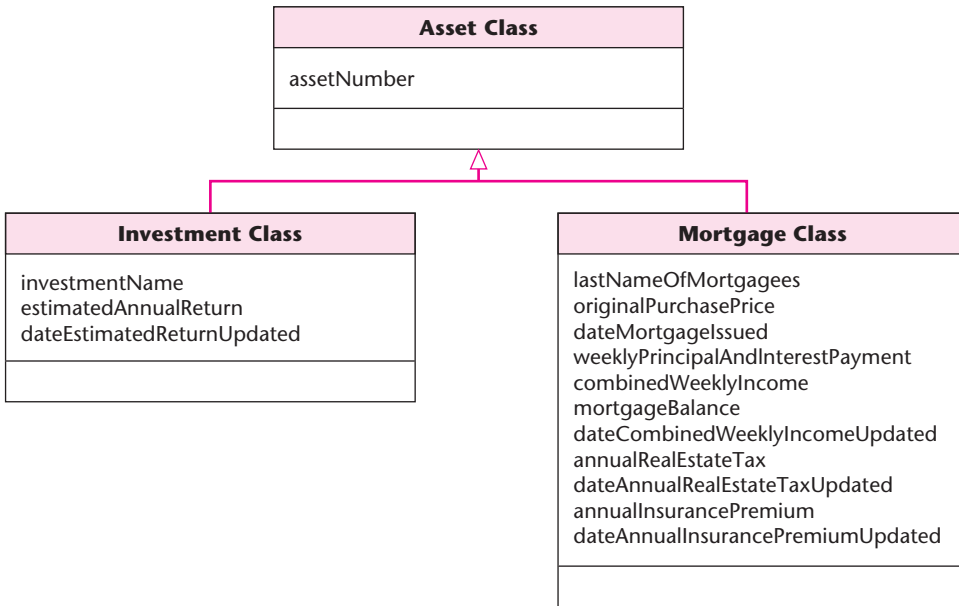 Asset Class
assetNumber
Investment Class
investmentName
estimatedAnnualReturn
dateEstimatedReturnUpdated
Mortgage Class
lastNameOfMortgagees
originalPurchasePrice
dateMortgageIssued
weeklyPrincipalAndInterestPayment
combinedWeeklyIncome
mortgageBalance
dateCombinedWeeklyIncomeUpdated
annualRealEstateTax
dateAnnualRealEstateTaxUpdated
annualInsurancePremium
dateAnnualInsurancePremiumUpdated